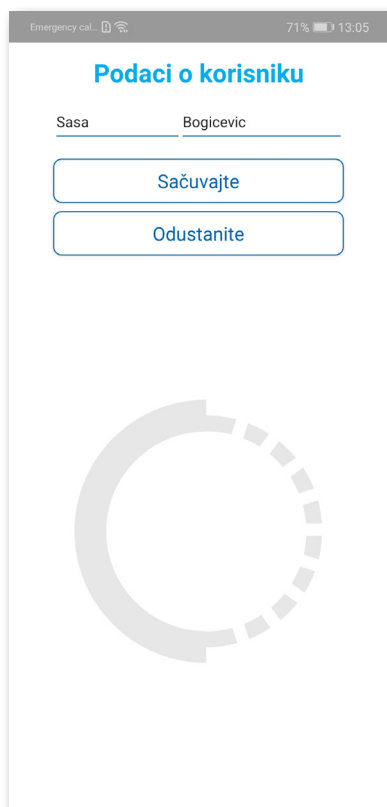 Emergency cal... 71% 13:05
Podaci o korisniku
Sasa Bogicevic
Sačuvajte
Odustanite